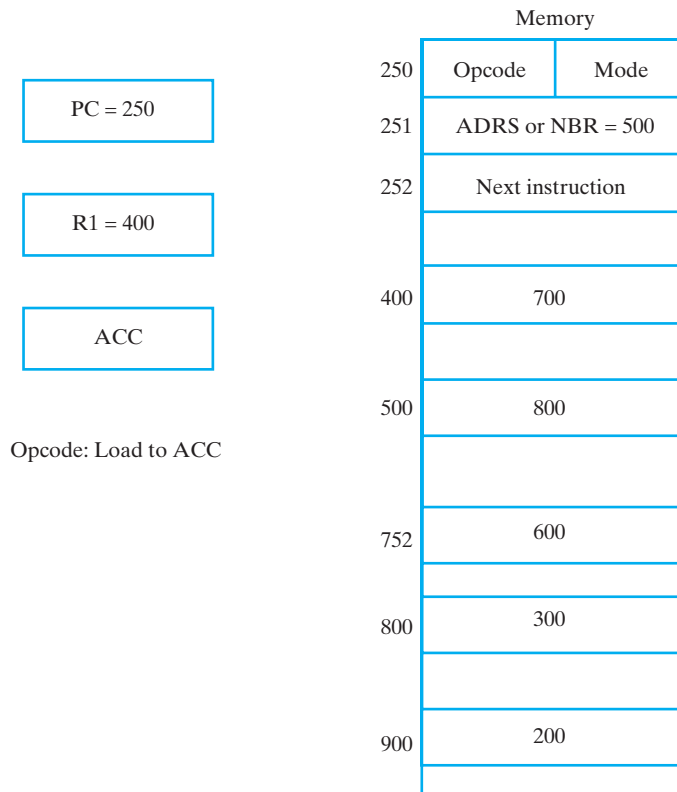 Memory
250 Opcode Mode
PC = 250
251 ADRS or NBR = 500
252 Next instruction
R1 = 400
400 700
ACC
500 800
Opcode: Load to ACC
752 600
800 300
900 200